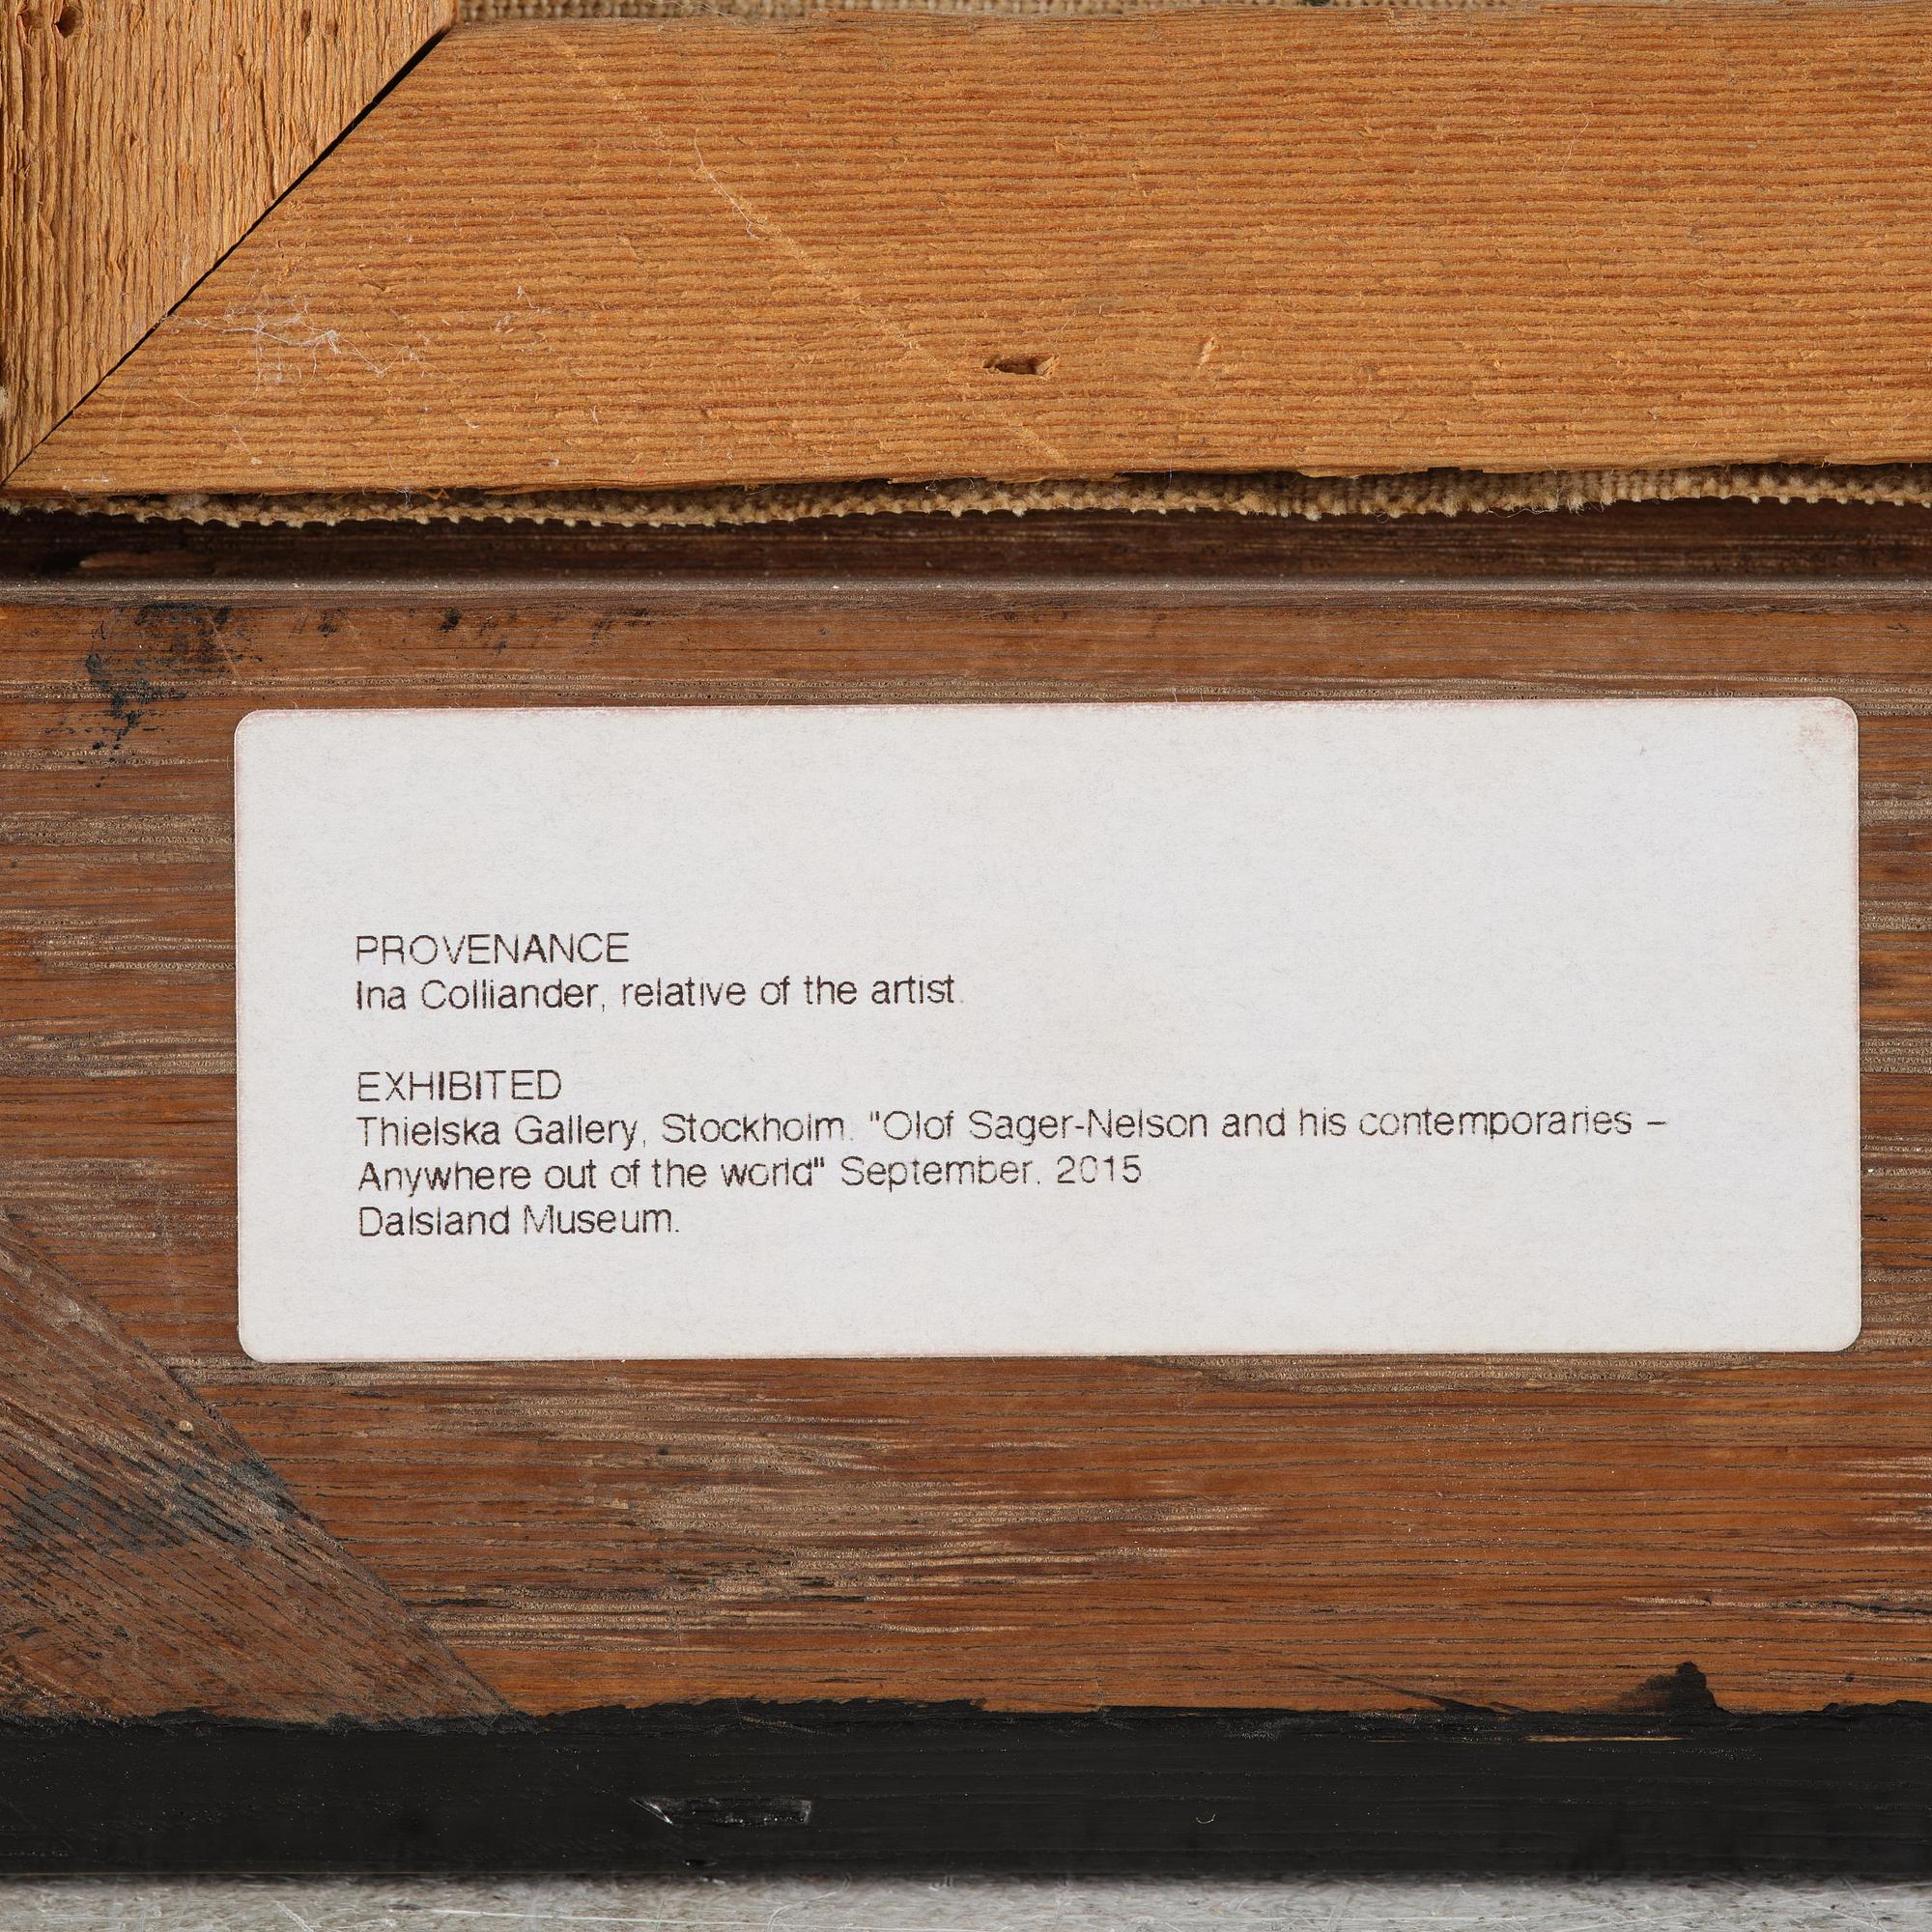 PROVENANCE
Ina Colliander, relative of the artist.
EXHIBITED
Thielska Gallery, Stockholm. "Olof Sager-Nelson and his contemporaries –
Anywhere out of the world" September. 2015
Dalsland Museum.